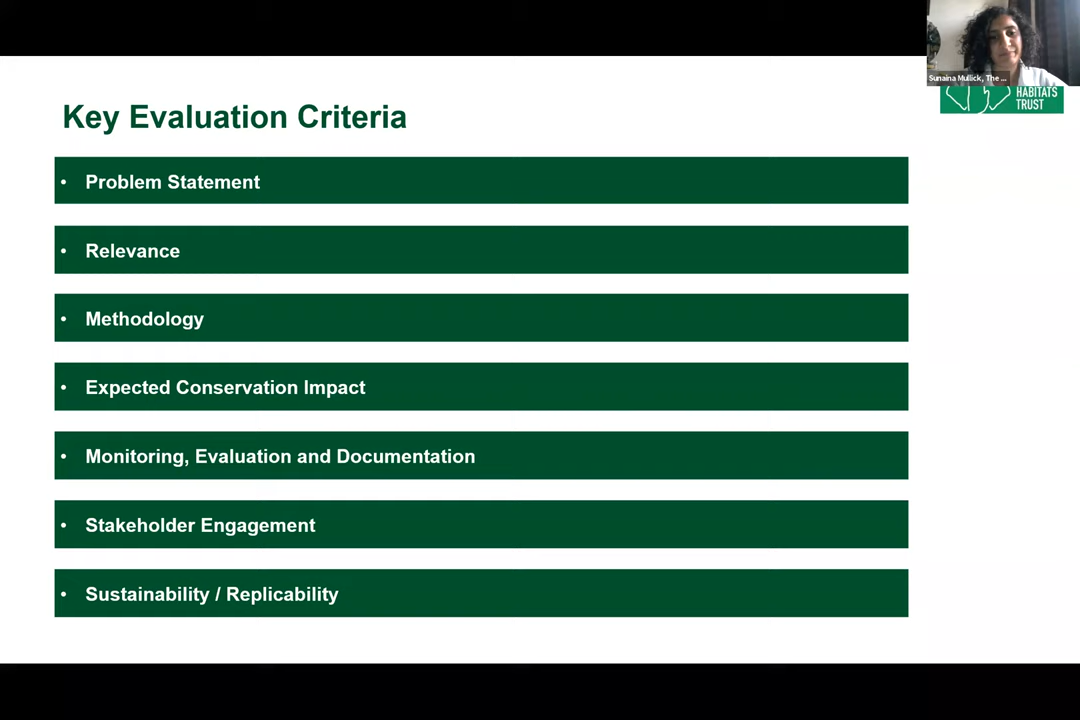 Sunaina Mullick, The ...
HABITATS
TRUST
Key Evaluation Criteria
• Problem Statement
• Relevance
• Methodology
• Expected Conservation Impact
• Monitoring, Evaluation and Documentation
• Stakeholder Engagement
• Sustainability / Replicability